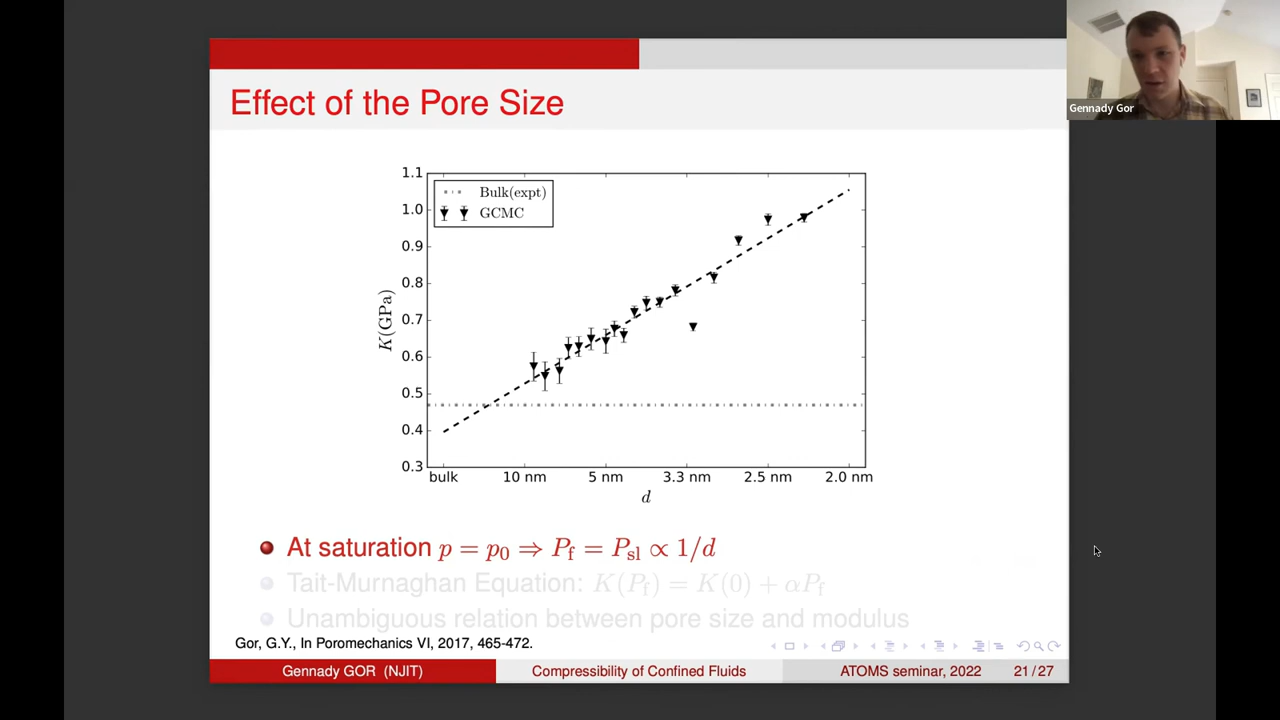 Effect of the Pore Size
Gennady Gor
1.1
1.0
0.9
0.8
0.7
0.6
0.5
0.4
0.3
K(GPa)
Bulk(expt)
GCMC
bulk 10 nm 5 nm 3.3 nm 2.5 nm 2.0 nm
d
At saturation p = p₀ ⇒ P_f = P_sl ∝ 1/d
Tait-Murnaghan Equation: K(P_f) = K(0) + αP_f
Unambiguous relation between pore size and modulus
Gor, G.Y., In Poromechanics VI, 2017, 465-472.
Gennady GOR (NJIT) Compressibility of Confined Fluids ATOMS seminar, 2022 21 / 27